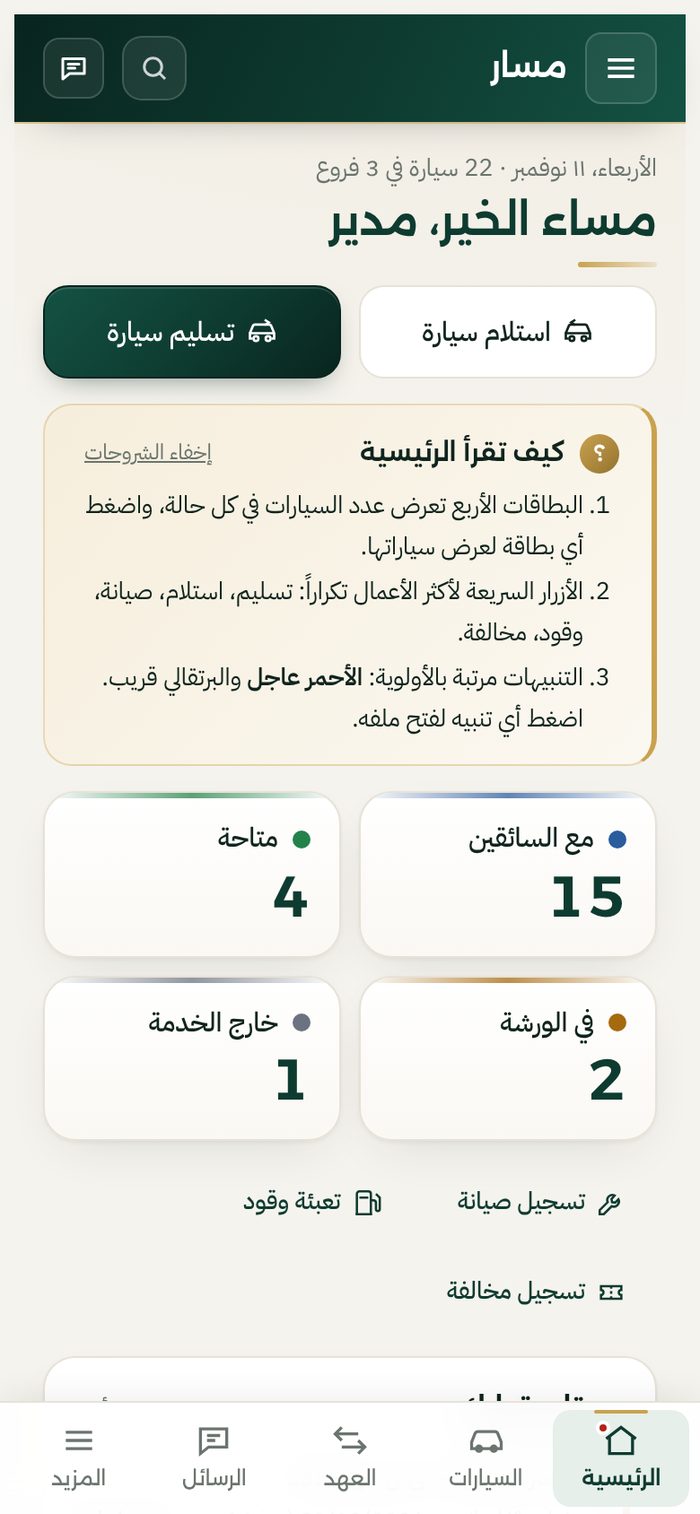 مسار
الأربعاء، ١١ نوفمبر · 22 سيارة في 3 فروع
مساء الخير، مدير
استلام سيارة
تسليم سيارة
؟ كيف تقرأ الرئيسية
إخفاء الشروحات
1. البطاقات الأربع تعرض عدد السيارات في كل حالة، واضغط
أي بطاقة لعرض سياراتها.
2. الأزرار السريعة لأكثر الأعمال تكراراً: تسليم، استلام، صيانة،
وقود، مخالفة.
3. التنبيهات مرتبة بالأولوية: الأحمر عاجل والبرتقالي قريب.
اضغط أي تنبيه لفتح ملفه.
مع السائقين
15
متاحة
4
في الورشة
2
خارج الخدمة
1
تسجيل صيانة
تعبئة وقود
تسجيل مخالفة
الرئيسية
السيارات
العهد
الرسائل
المزيد